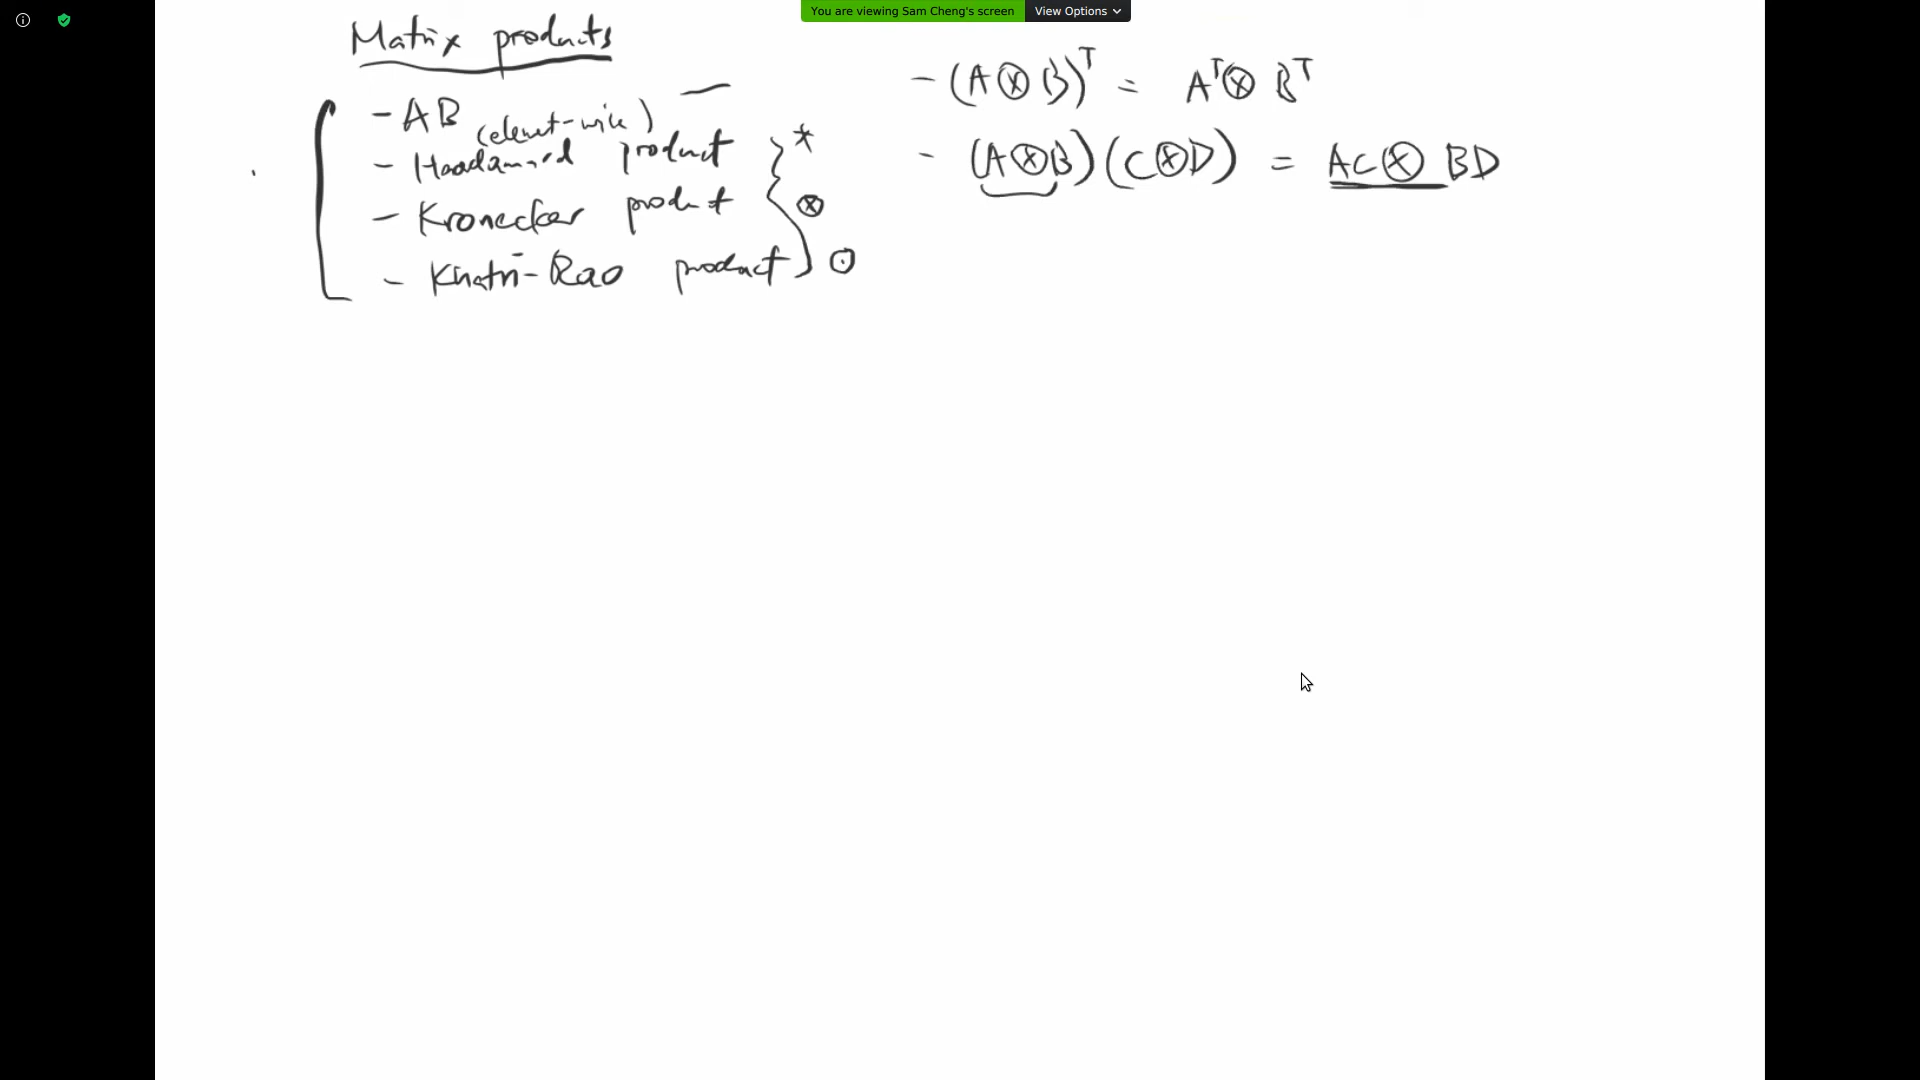 You are viewing Sam Cheng's screen View Options
Matrix products
- AB
(element-wise)
- Hadamard product *
- Kronecker product ⊗
- Khatri-Rao product ⊙
- (A⊗B)ᵀ = Aᵀ⊗ Bᵀ
- (A⊗B)(C⊗D) = AC⊗ BD